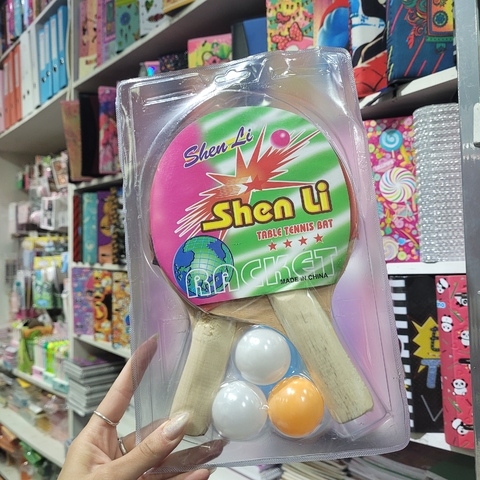 Shen Li
Shen Li
TABLE TENNIS BAT
RACKET
MADE IN CHINA